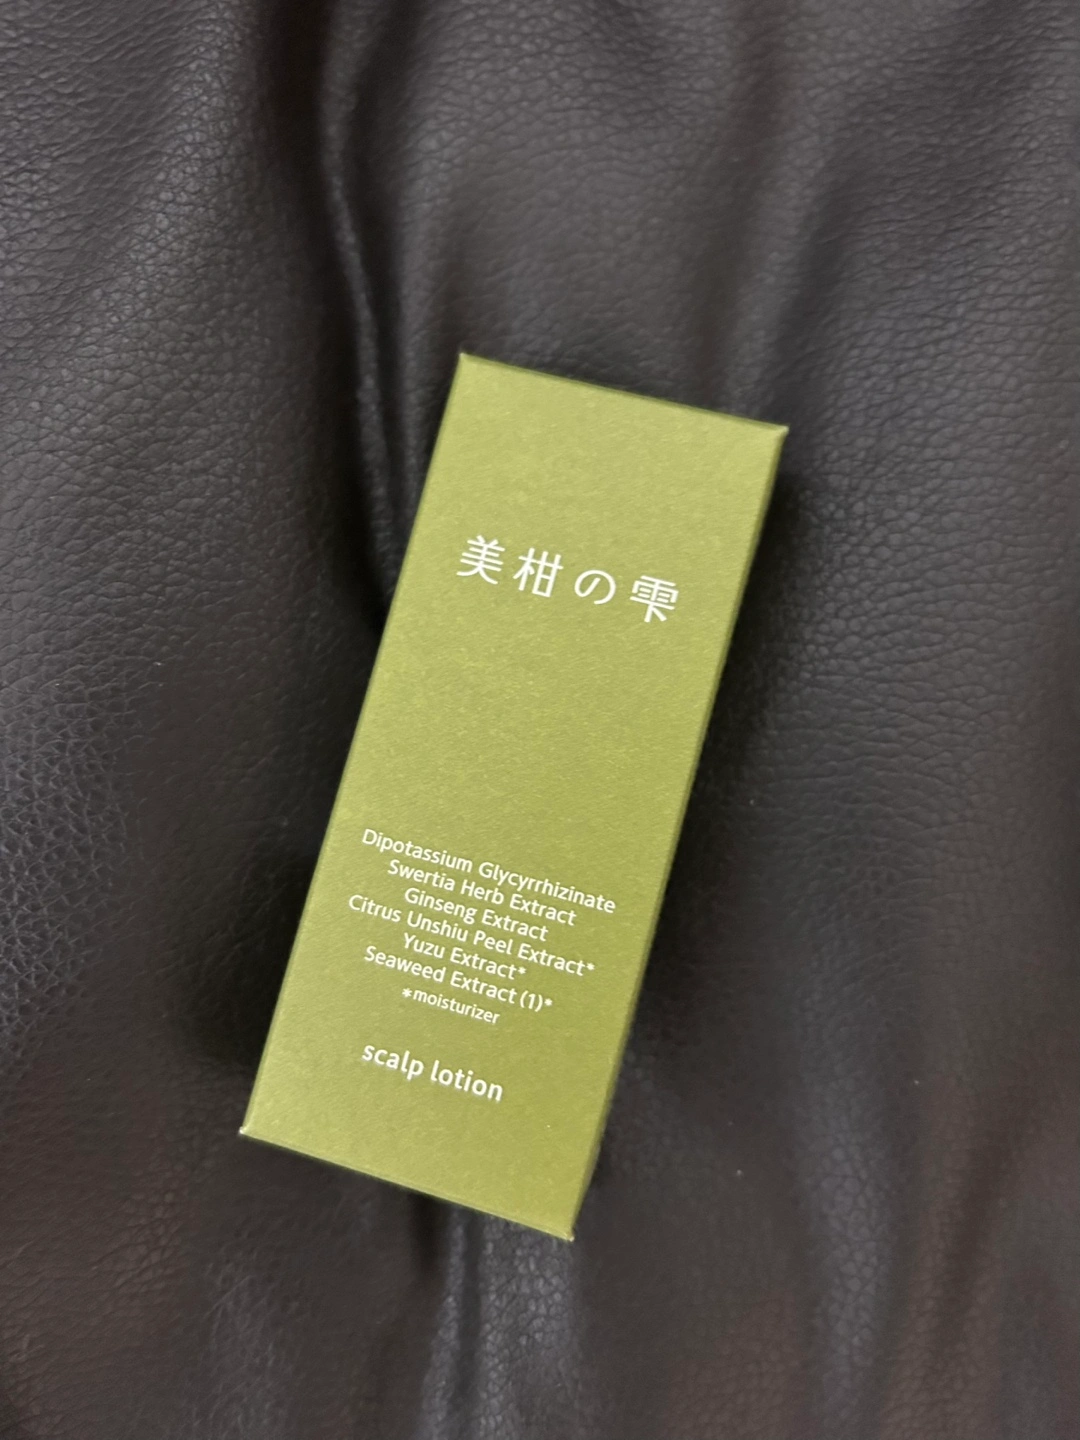 美柑の雫
Dipotassium Glycyrrhizinate
Swertia Herb Extract
Ginseng Extract
Citrus Unshiu Peel Extract*
Yuzu Extract*
Seaweed Extract (1)*
*moisturizer
scalp lotion